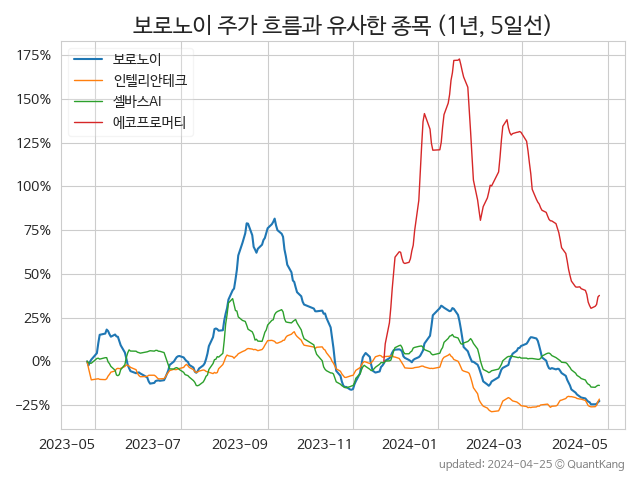 보로노이 주가 흐름과 유사한 종목 (1년, 5일선)
175%
150%
125%
100%
75%
50%
25%
0%
−25%
보로노이
인텔리안테크
셀바스AI
에코프로머티
2023-05 2023-07 2023-09 2023-11 2024-01 2024-03 2024-05
updated: 2024-04-25 © QuantKang